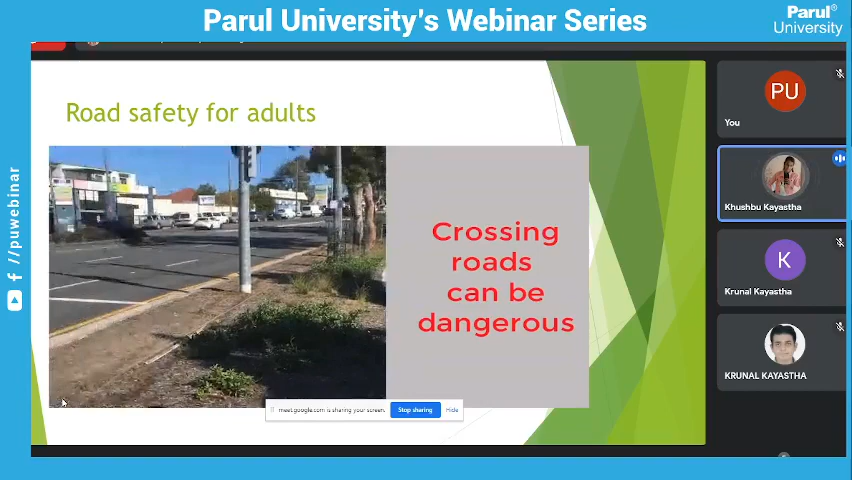 Parul University's Webinar Series
Parul®
University
Road safety for adults
Crossing
roads
can be
dangerous
//puwebinar
meet.google.com is sharing your screen.
Stop sharing
Hide
PU
You
Khushbu Kayastha
K
Krunal Kayastha
KRUNAL KAYASTHA